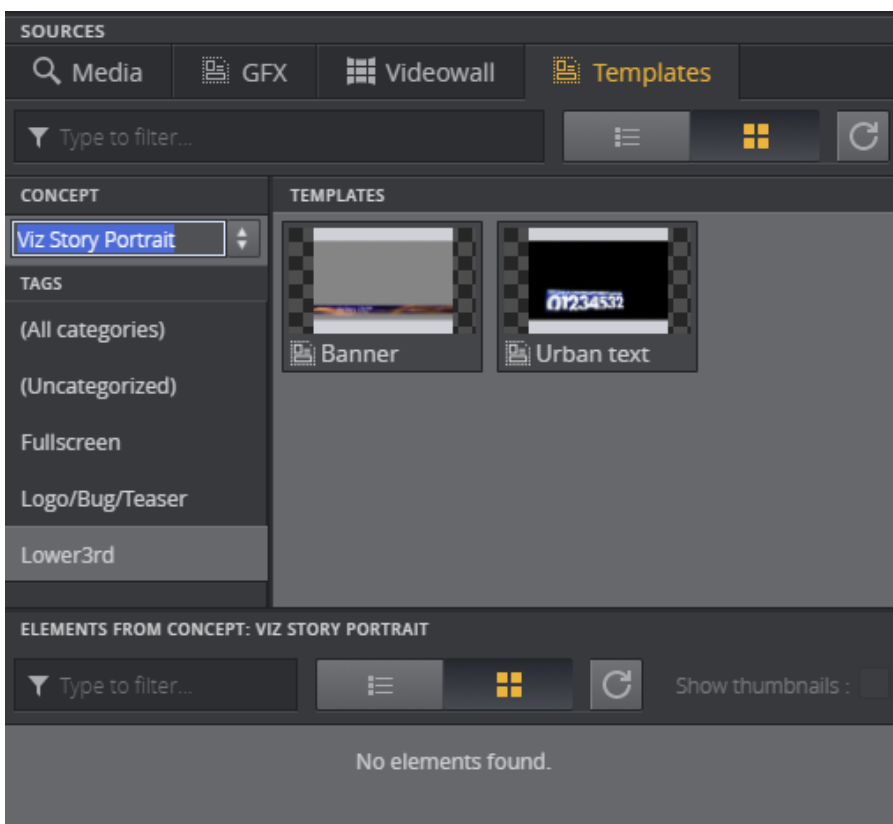 SOURCES
Media GFX Videowall Templates
Type to filter...
CONCEPT
Viz Story Portrait
TAGS
(All categories)
(Uncategorized)
Fullscreen
Logo/Bug/Teaser
Lower3rd
TEMPLATES
01234532
Banner
Urban text
ELEMENTS FROM CONCEPT: VIZ STORY PORTRAIT
Type to filter...
Show thumbnails :
No elements found.